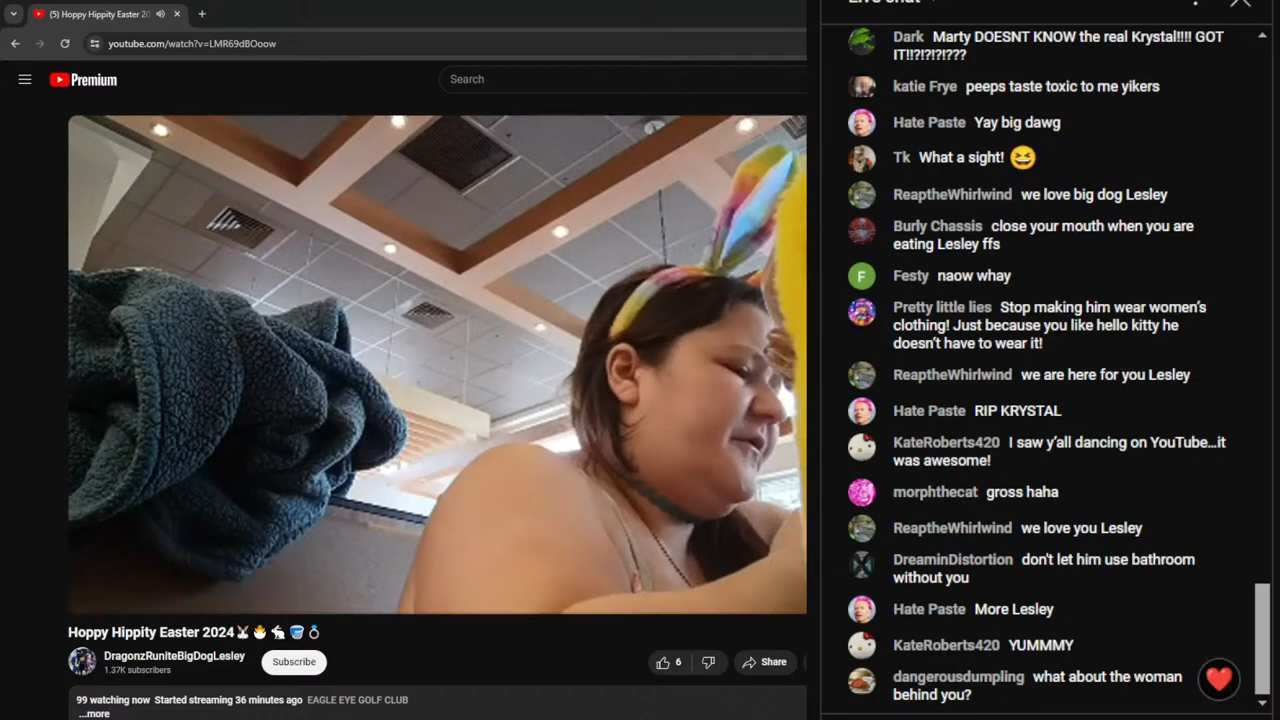 (5) Hoppy Hippity Easter 20
youtube.com/watch?v=LMR69dBOoow
Premium
Search
Hoppy Hippity Easter 2024
DragonzRuniteBigDogLesley
1.37K subscribers
Subscribe
6
Share
99 watching now Started streaming 36 minutes ago EAGLE EYE GOLF CLUB
...more
Live chat
Dark Marty DOESNT KNOW the real Krystal!!!! GOT
IT!!?!?!?!???
katie Frye peeps taste toxic to me yikers
Hate Paste Yay big dawg
Tk What a sight! 😆
ReaptheWhirlwind we love big dog Lesley
Burly Chassis close your mouth when you are
eating Lesley ffs
F
Festy naow whay
Pretty little lies Stop making him wear women's
clothing! Just because you like hello kitty he
doesn't have to wear it!
ReaptheWhirlwind we are here for you Lesley
Hate Paste RIP KRYSTAL
KateRoberts420 I saw y'all dancing on YouTube...it
was awesome!
morphthecat gross haha
ReaptheWhirlwind we love you Lesley
DreaminDistortion don't let him use bathroom
without you
Hate Paste More Lesley
KateRoberts420 YUMMMY
dangerousdumpling what about the woman
behind you?